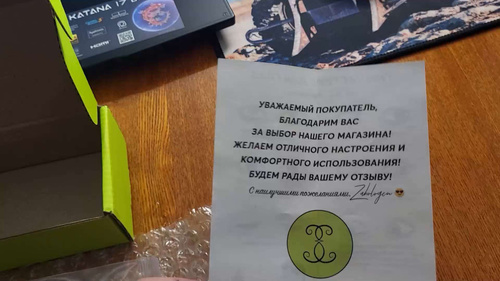 KATANA 17
HDMI
УВАЖАЕМЫЙ ПОКУПАТЕЛЬ,
БЛАГОДАРИМ ВАС
ЗА ВЫБОР НАШЕГО МАГАЗИНА!
ЖЕЛАЕМ ОТЛИЧНОГО НАСТРОЕНИЯ И
КОМФОРТНОГО ИСПОЛЬЗОВАНИЯ!
БУДЕМ РАДЫ ВАШЕМУ ОТЗЫВУ!
С наилучшими пожеланиями,